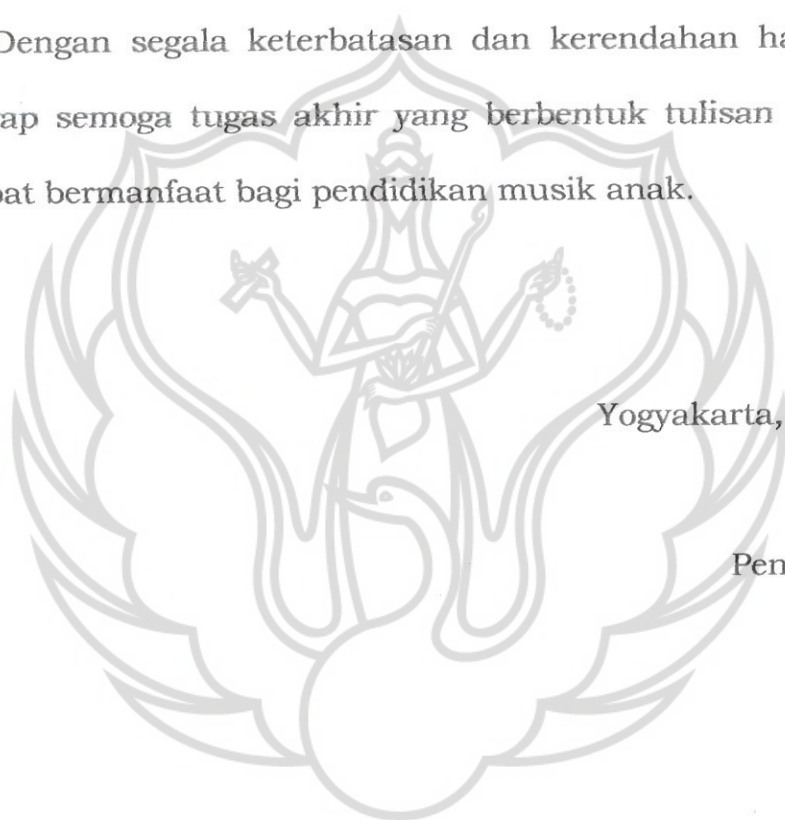 Dengan segala keterbatasan dan kerendahan ha
ap semoga tugas akhir yang berbentuk tulisan
pat bermanfaat bagi pendidikan musik anak.
Yogyakarta,
Pen